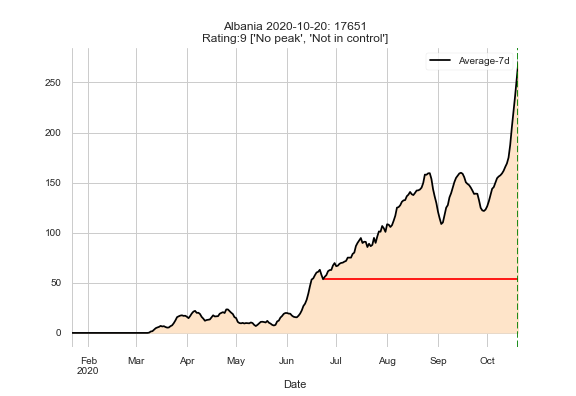 Albania 2020-10-20: 17651
Rating:9 ['No peak', 'Not in control']
Average-7d
250
200
150
100
50
0
Feb Mar Apr May Jun Jul Aug Sep Oct
2020
Date